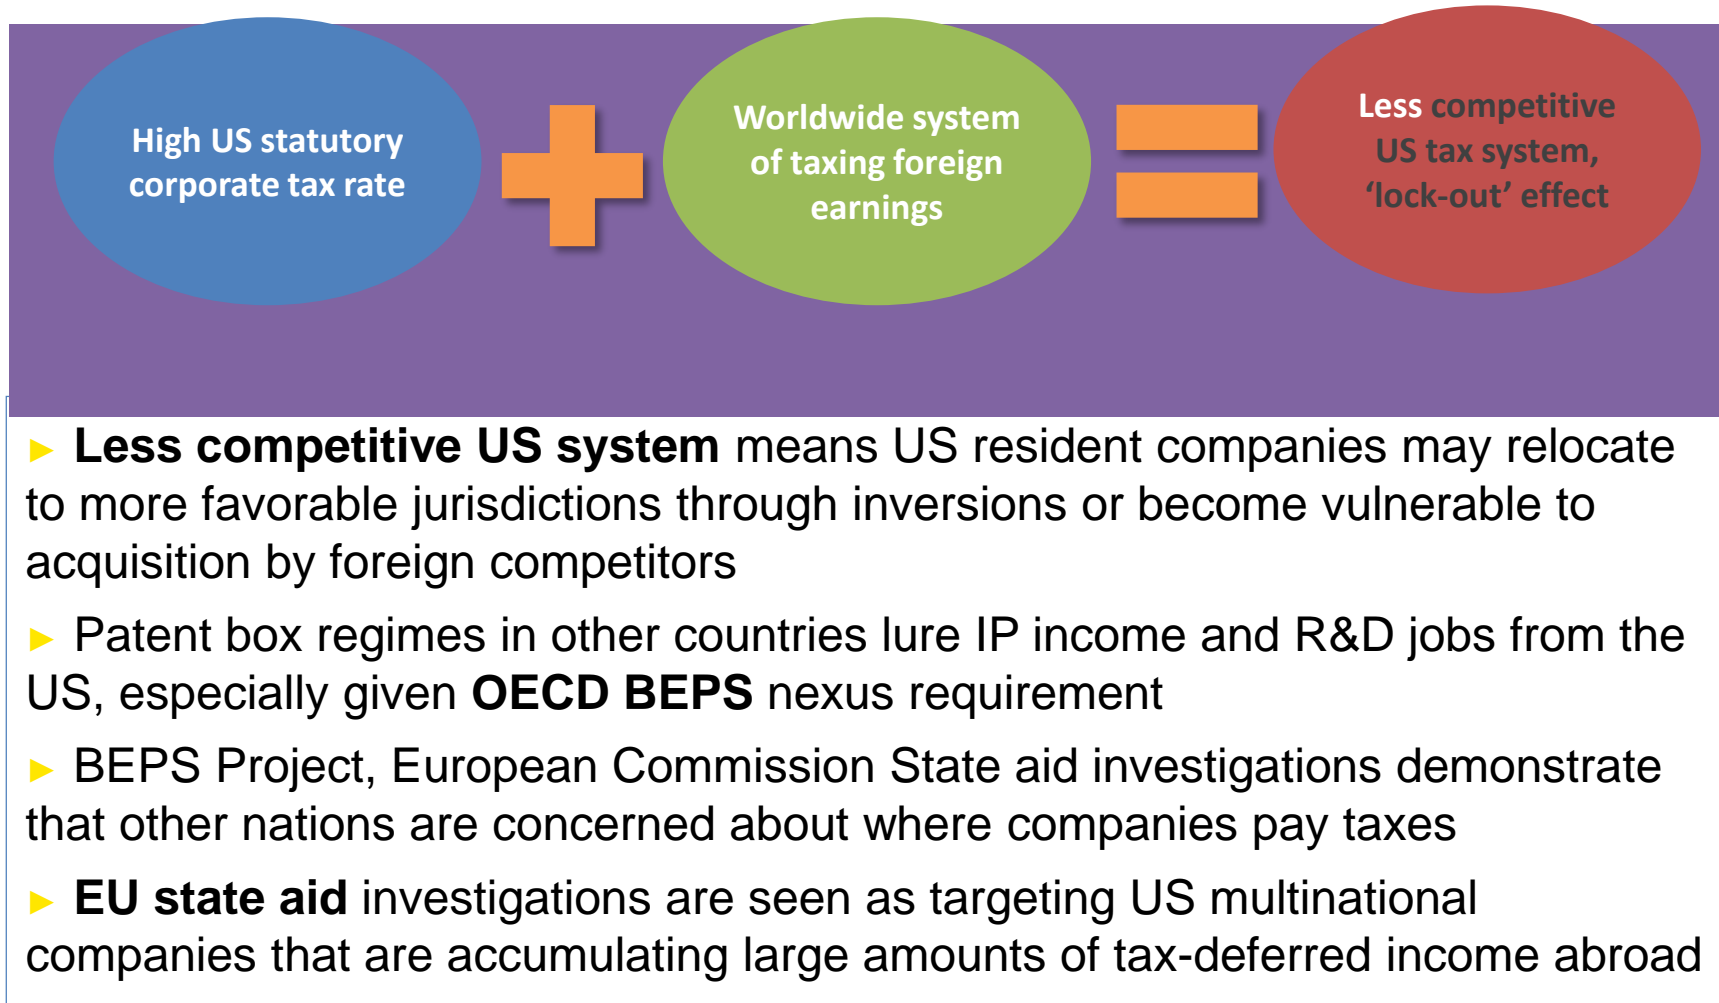 High US statutory
corporate tax rate
Worldwide system
of taxing foreign
earnings
Less competitive
US tax system,
‘lock-out’ effect
► Less competitive US system means US resident companies may relocate
to more favorable jurisdictions through inversions or become vulnerable to
acquisition by foreign competitors
► Patent box regimes in other countries lure IP income and R&D jobs from the
US, especially given OECD BEPS nexus requirement
► BEPS Project, European Commission State aid investigations demonstrate
that other nations are concerned about where companies pay taxes
► EU state aid investigations are seen as targeting US multinational
companies that are accumulating large amounts of tax-deferred income abroad